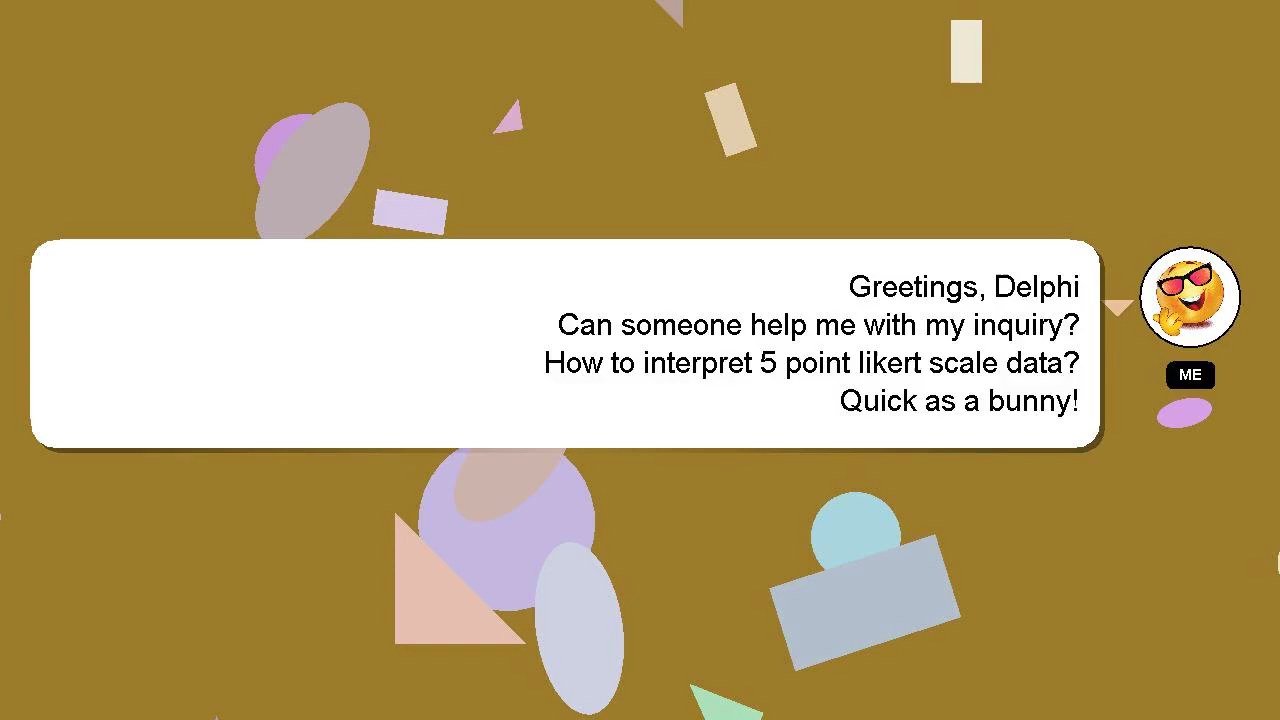 Greetings, Delphi
Can someone help me with my inquiry?
How to interpret 5 point likert scale data?
Quick as a bunny!
ME